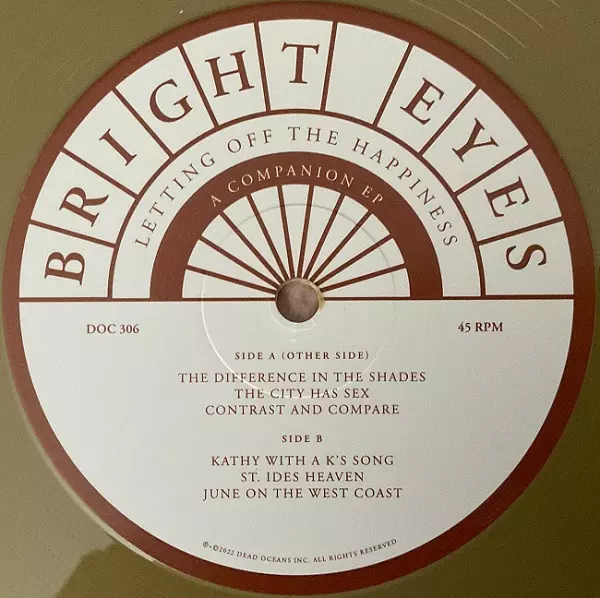 BRIGHT EYES
LETTING OFF THE HAPPINESS
A COMPANION EP
DOC 306
45 RPM
SIDE A (OTHER SIDE)
THE DIFFERENCE IN THE SHADES
THE CITY HAS SEX
CONTRAST AND COMPARE
SIDE B
KATHY WITH A K'S SONG
ST. IDES HEAVEN
JUNE ON THE WEST COAST
℗+©2022 DEAD OCEANS INC. ALL RIGHTS RESERVED